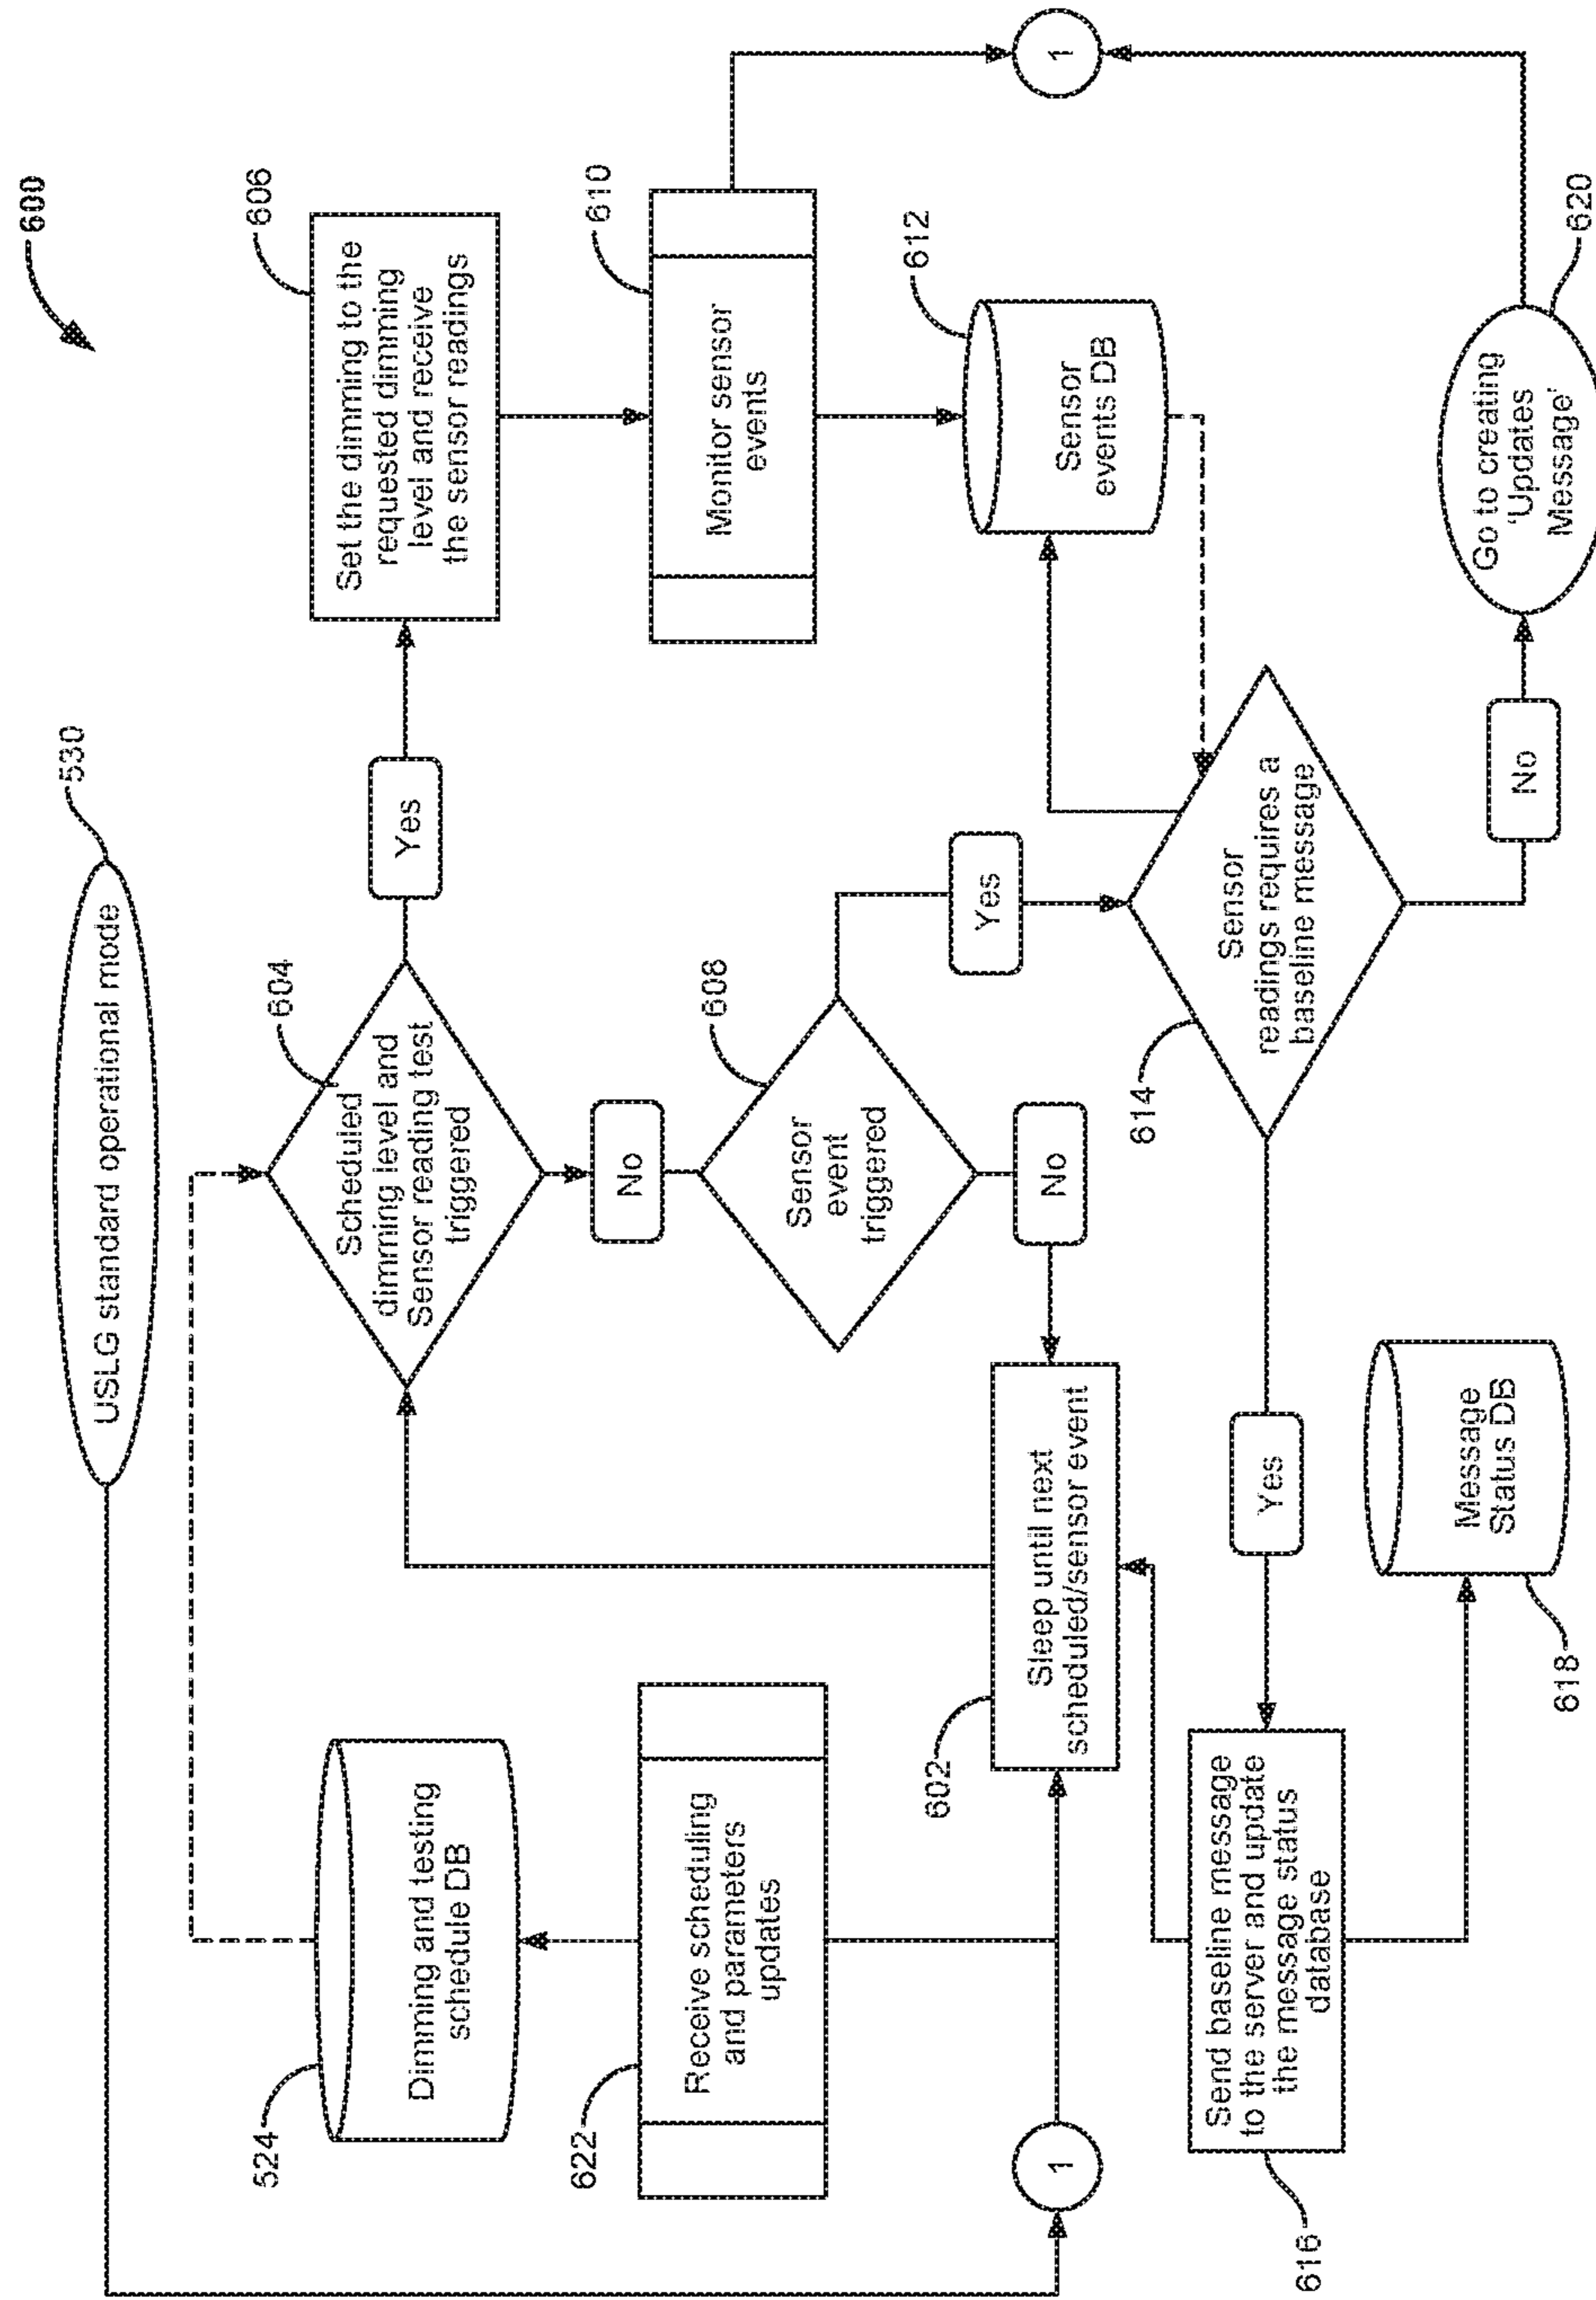 600
USLG standard operational mode
530
524
Dimming and testing
schedule DB
Scheduled
dimming level and
Sensor reading test
triggered
604
Yes
Set the dimming to the
requested dimming
level and receive
the sensor readings
606
622
Receive scheduling
and parameters
updates
No
Monitor sensor
events
610
Sensor
event
triggered
608
602
Sleep until next
scheduled/sensor event
No
Yes
Sensor
events DB
612
1
1
614
Sensor
readings requires a
baseline message
616
Send baseline message
to the server and update
the message status
database
Yes
Message
Status DB
618
No
Go to creating
‘Updates
Message’
620